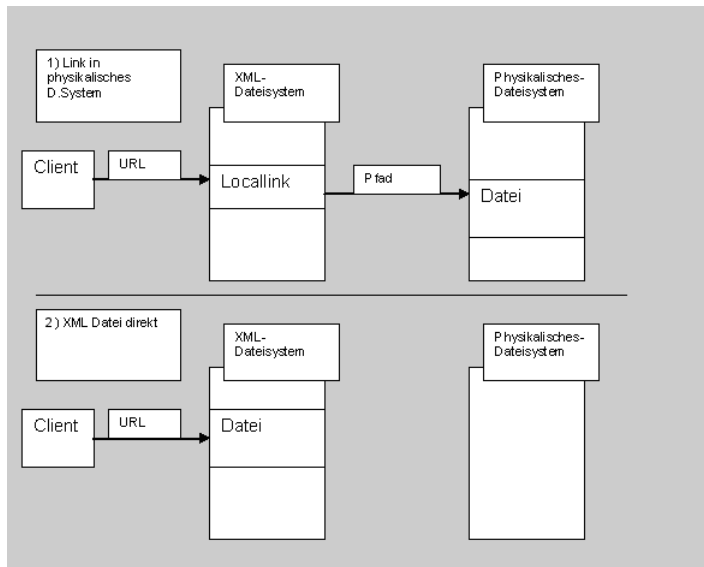 1) Link in
physikalisches
D.System
XML-
Dateisystem
Physikalisches-
Dateisystem
Client
URL
Locallink
Pfad
Datei
2) XML Datei direkt
XML-
Dateisystem
Physikalisches-
Dateisystem
Client
URL
Datei